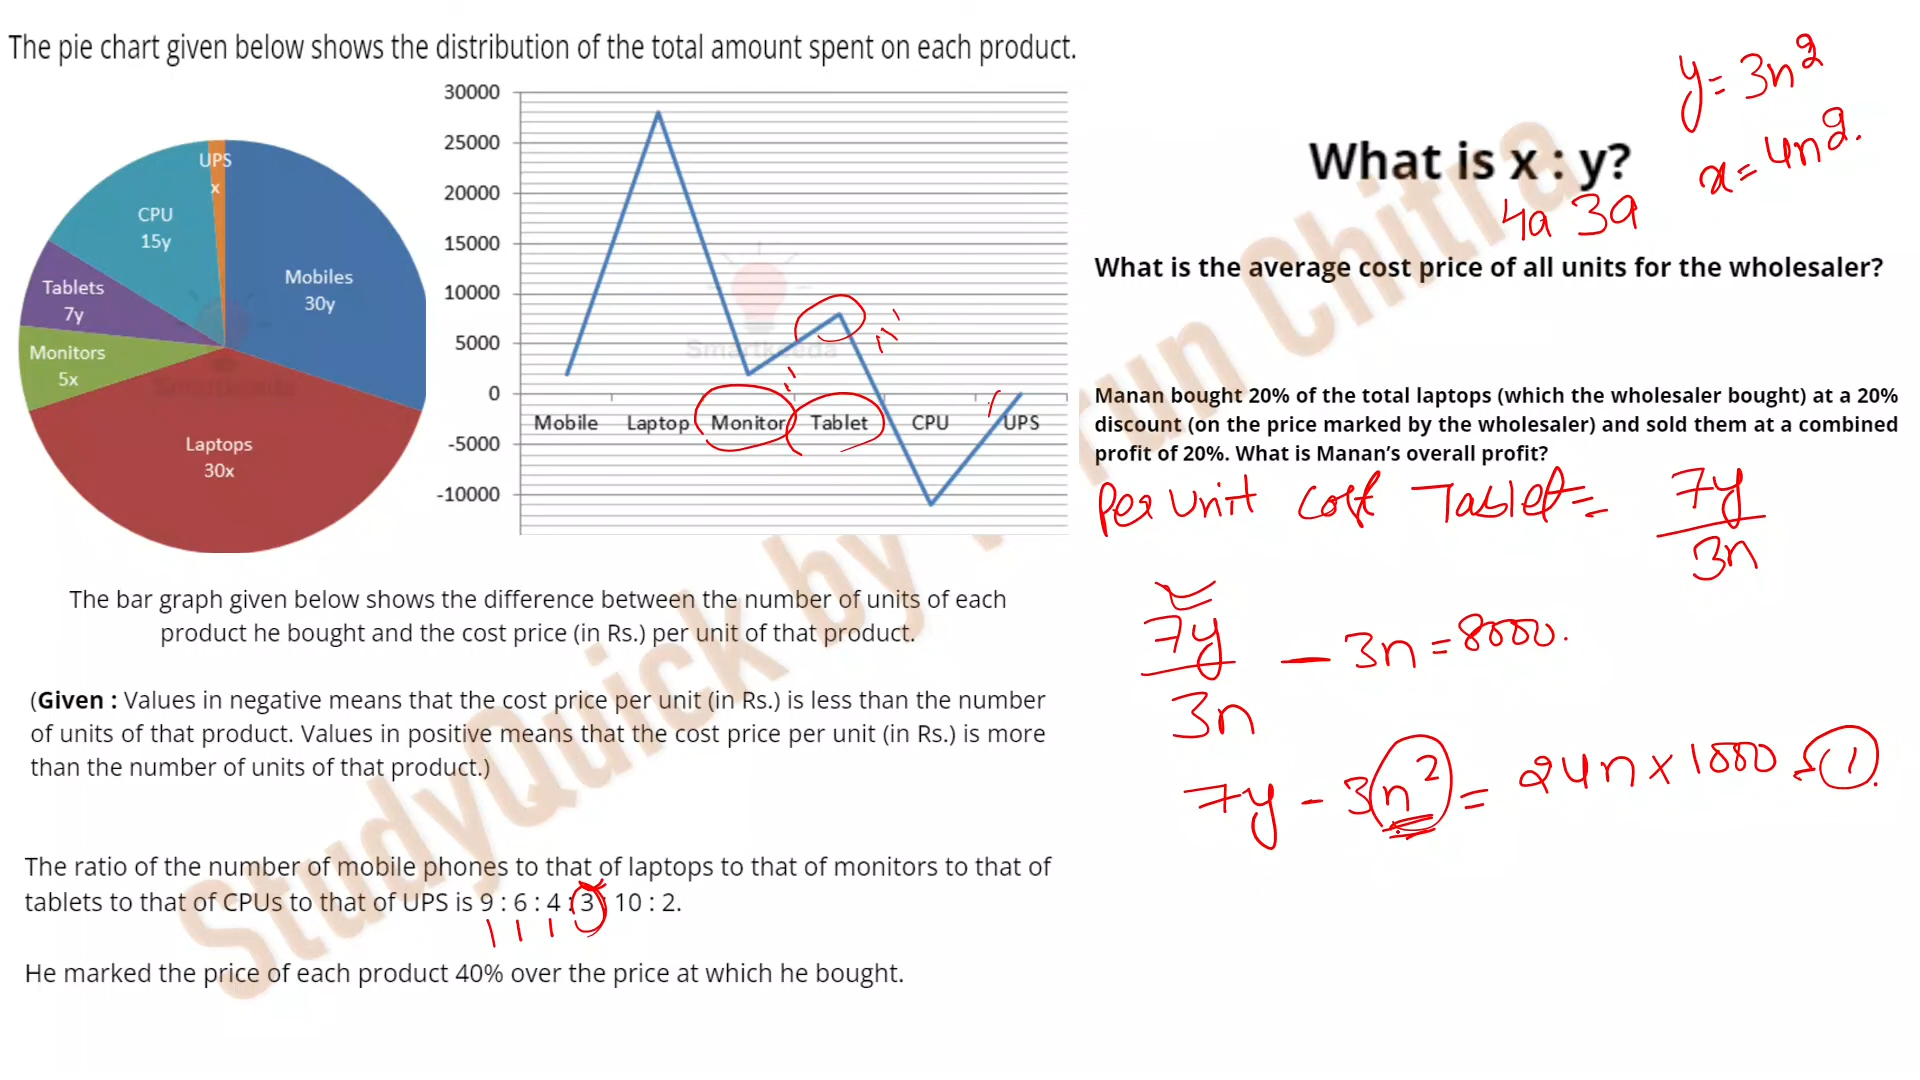 The pie chart given below shows the distribution of the total amount spent on each product.
UPS
x
CPU
15y
Tablets
7y
Monitors
5x
Mobiles
30y
Laptops
30x
30000
25000
20000
15000
10000
5000
0
-5000
-10000
Mobile Laptop Monitor Tablet CPU UPS
Smartkeeda
The bar graph given below shows the difference between the number of units of each
product he bought and the cost price (in Rs.) per unit of that product.
(Given : Values in negative means that the cost price per unit (in Rs.) is less than the number
of units of that product. Values in positive means that the cost price per unit (in Rs.) is more
than the number of units of that product.)
The ratio of the number of mobile phones to that of laptops to that of monitors to that of
tablets to that of CPUs to that of UPS is 9 : 6 : 4 : 3 : 10 : 2.
He marked the price of each product 40% over the price at which he bought.
y = 3n²
x = 4n².
What is x : y?
4a 3a
What is the average cost price of all units for the wholesaler?
Manan bought 20% of the total laptops (which the wholesaler bought) at a 20%
discount (on the price marked by the wholesaler) and sold them at a combined
profit of 20%. What is Manan’s overall profit?
Per Unit Cost Tablet = 7y
3n
7y
3n
- 3n = 8000.
7y - 3n² = 24n × 1000 - 1.
StudyQuick by Tarun Chitra